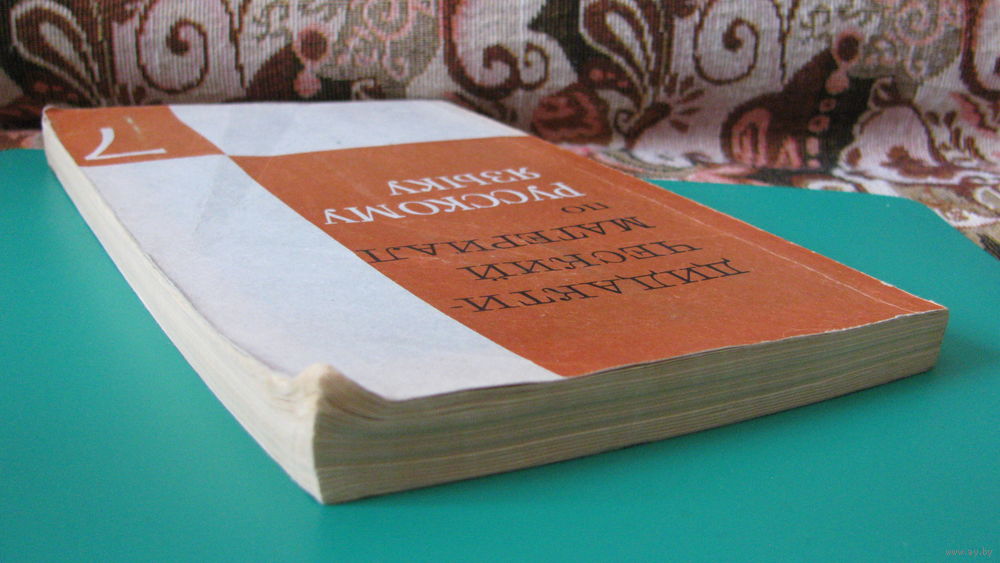 ДИДАКТИ-
ЧЕСКИЙ
МАТЕРИАЛ
ПО
РУССКОМУ
ЯЗЫКУ
7
www.ay.by